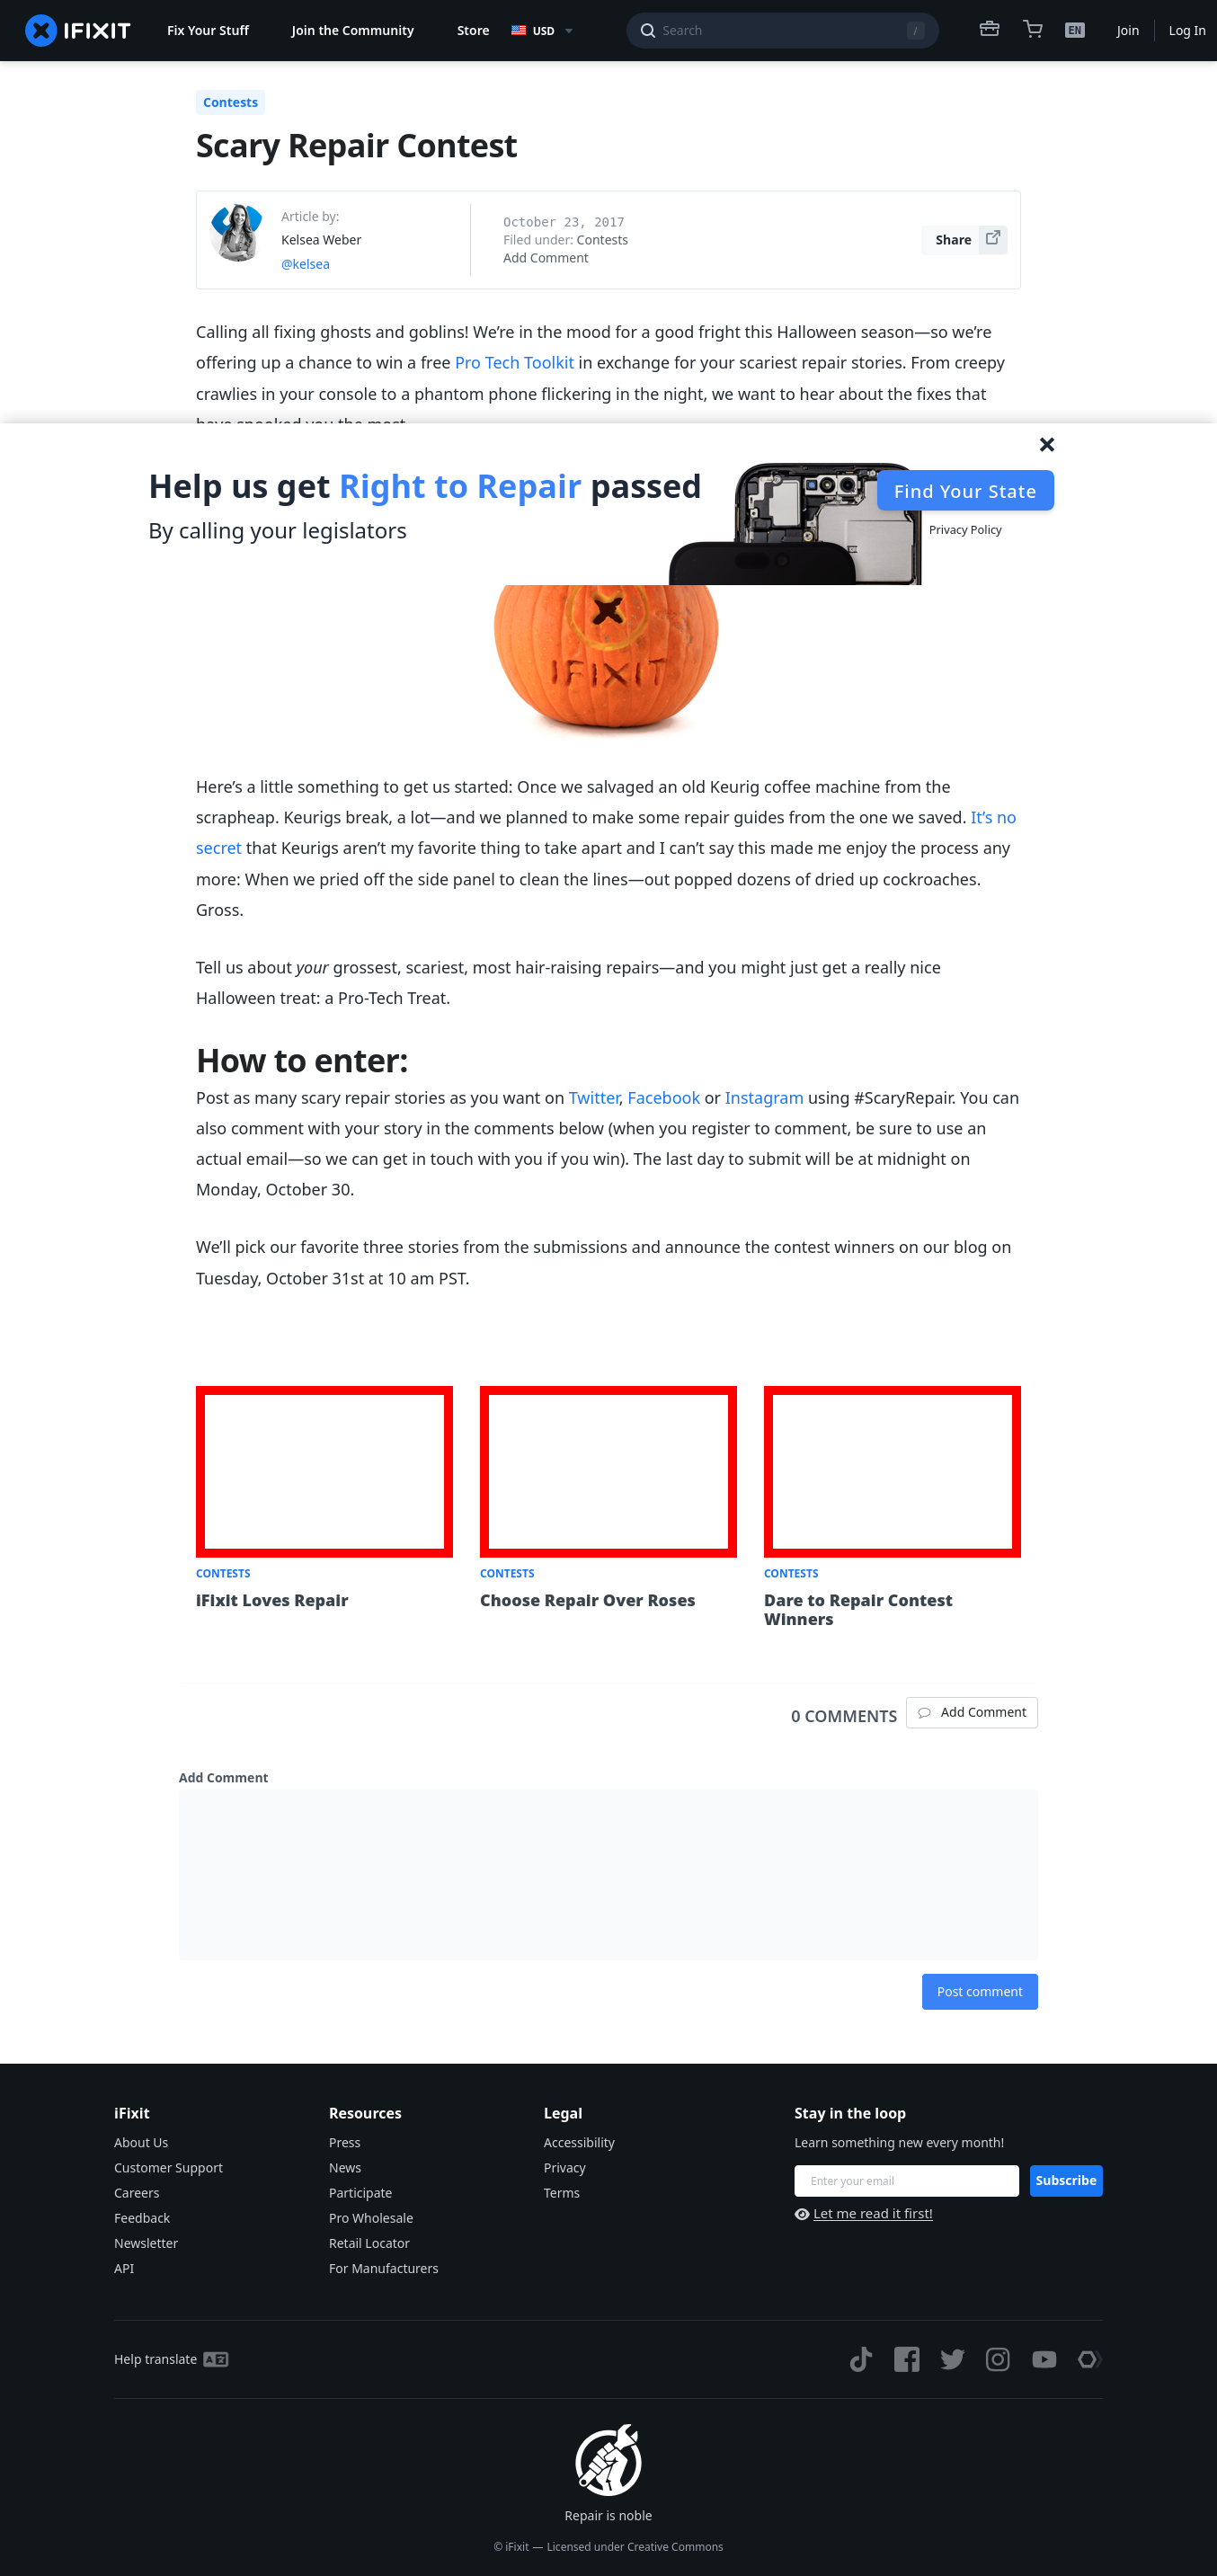 IFIXIT
Fix Your Stuff
Join the Community
Store
USD
Search
/
EN
Join
Log In
Contests
Scary Repair Contest
Article by:
Kelsea Weber
@kelsea
October 23, 2017
Filed under: Contests
Add Comment
Share
Calling all fixing ghosts and goblins! We’re in the mood for a good fright this Halloween season—so we’re
offering up a chance to win a free Pro Tech Toolkit in exchange for your scariest repair stories. From creepy
crawlies in your console to a phantom phone flickering in the night, we want to hear about the fixes that
have spooked you the most.
Help us get Right to Repair passed
By calling your legislators
Find Your State
Privacy Policy
IFIXIT
Here’s a little something to get us started: Once we salvaged an old Keurig coffee machine from the
scrapheap. Keurigs break, a lot—and we planned to make some repair guides from the one we saved. It’s no
secret that Keurigs aren’t my favorite thing to take apart and I can’t say this made me enjoy the process any
more: When we pried off the side panel to clean the lines—out popped dozens of dried up cockroaches.
Gross.
Tell us about your grossest, scariest, most hair-raising repairs—and you might just get a really nice
Halloween treat: a Pro-Tech Treat.
How to enter:
Post as many scary repair stories as you want on Twitter, Facebook or Instagram using #ScaryRepair. You can
also comment with your story in the comments below (when you register to comment, be sure to use an
actual email—so we can get in touch with you if you win). The last day to submit will be at midnight on
Monday, October 30.
We’ll pick our favorite three stories from the submissions and announce the contest winners on our blog on
Tuesday, October 31st at 10 am PST.
CONTESTS
iFixit Loves Repair
CONTESTS
Choose Repair Over Roses
CONTESTS
Dare to Repair Contest
Winners
0 COMMENTS
Add Comment
Add Comment
Post comment
iFixit
About Us
Customer Support
Careers
Feedback
Newsletter
API
Resources
Press
News
Participate
Pro Wholesale
Retail Locator
For Manufacturers
Legal
Accessibility
Privacy
Terms
Stay in the loop
Learn something new every month!
Enter your email
Subscribe
Let me read it first!
Help translate
Repair is noble
© iFixit — Licensed under Creative Commons